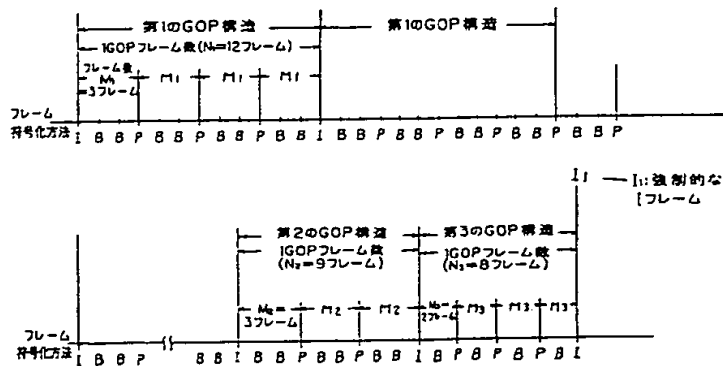 第1のGOP構造 第1のGOP構造
1GOPフレーム数(N₁=12フレーム)
フレーム数
M₁ M₁ M₁ M₁
=3フレーム
フレーム
符号化方法 I B B P B B P B B P B B I B B P B B P B B P B B P B B P
I₁ I₁:強制的な
Iフレーム
第2のGOP構造 第3のGOP構造
1GOPフレーム数 1GOPフレーム数
(N₂=9フレーム) (N₃=8フレーム)
M₂= M₂ M₂ M₃= M₃ M₃ M₃
3フレーム 2フレーム
フレーム
符号化方法 I B B P B B I B B P B B P B B I B P B P B P B I